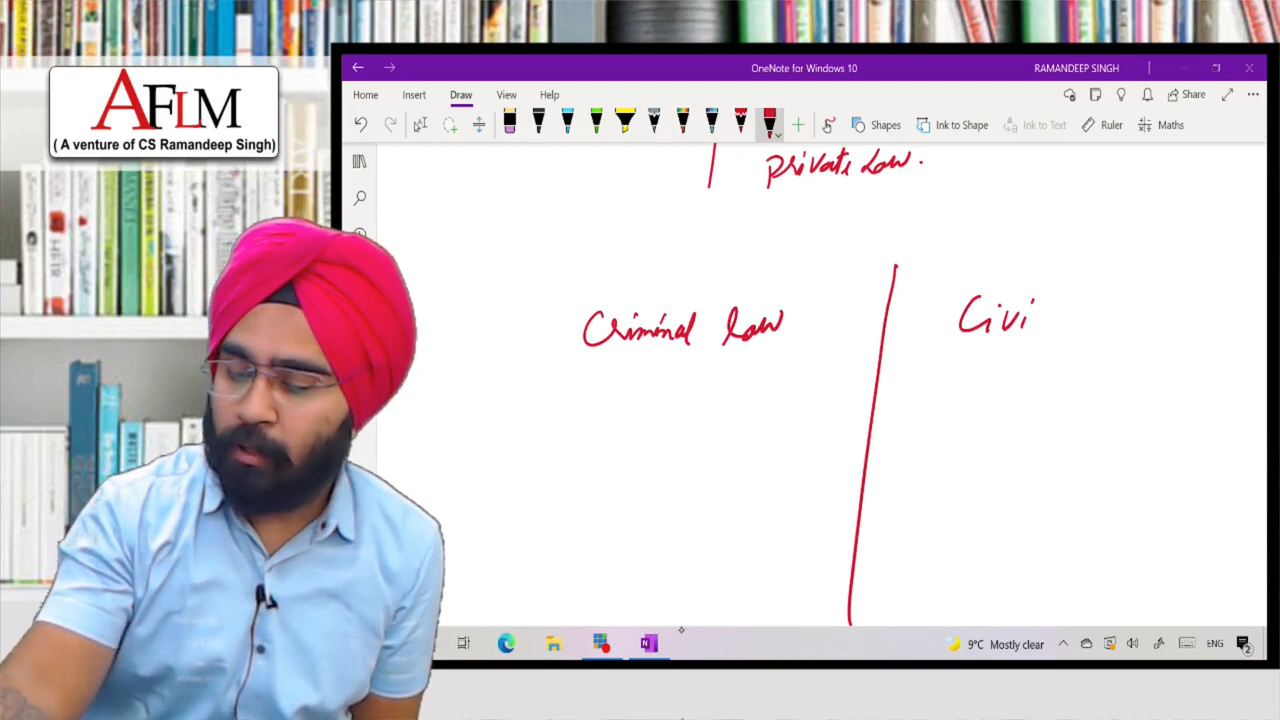 AFLM
( A venture of CS Ramandeep Singh)
OneNote for Windows 10
RAMANDEEP SINGH
Home Insert Draw View Help
Share
Shapes Ink to Shape Ink to Text Ruler Maths
private Law.
Criminal law
Civi
9°C Mostly clear
ENG
2